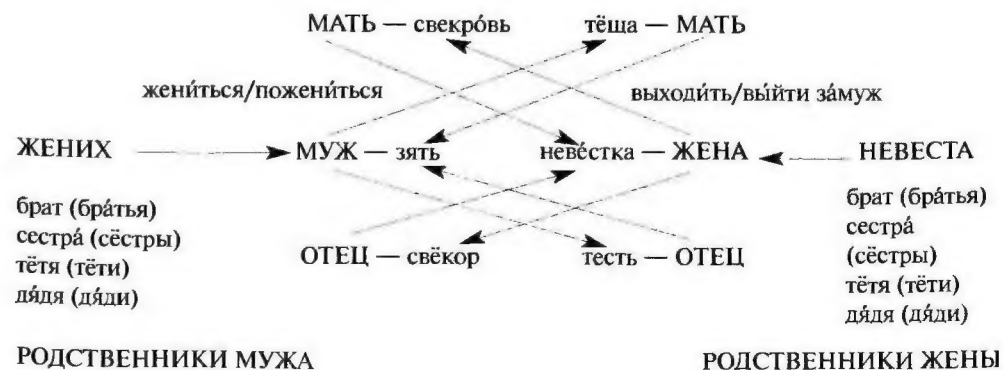 МАТЬ — свекро́вь тёща — МАТЬ
жени́ться/пожени́ться выходи́ть/вы́йти за́муж
ЖЕНИХ МУЖ — зять неве́стка — ЖЕНА НЕВЕСТА
брат (бра́тья)
сестра́ (сёстры)
тётя (тёти)
дя́дя (дя́ди)
ОТЕЦ — свёкор тесть — ОТЕЦ
брат (бра́тья)
сестра́
(сёстры)
тётя (тёти)
дя́дя (дя́ди)
РОДСТВЕННИКИ МУЖА РОДСТВЕННИКИ ЖЕНЫ